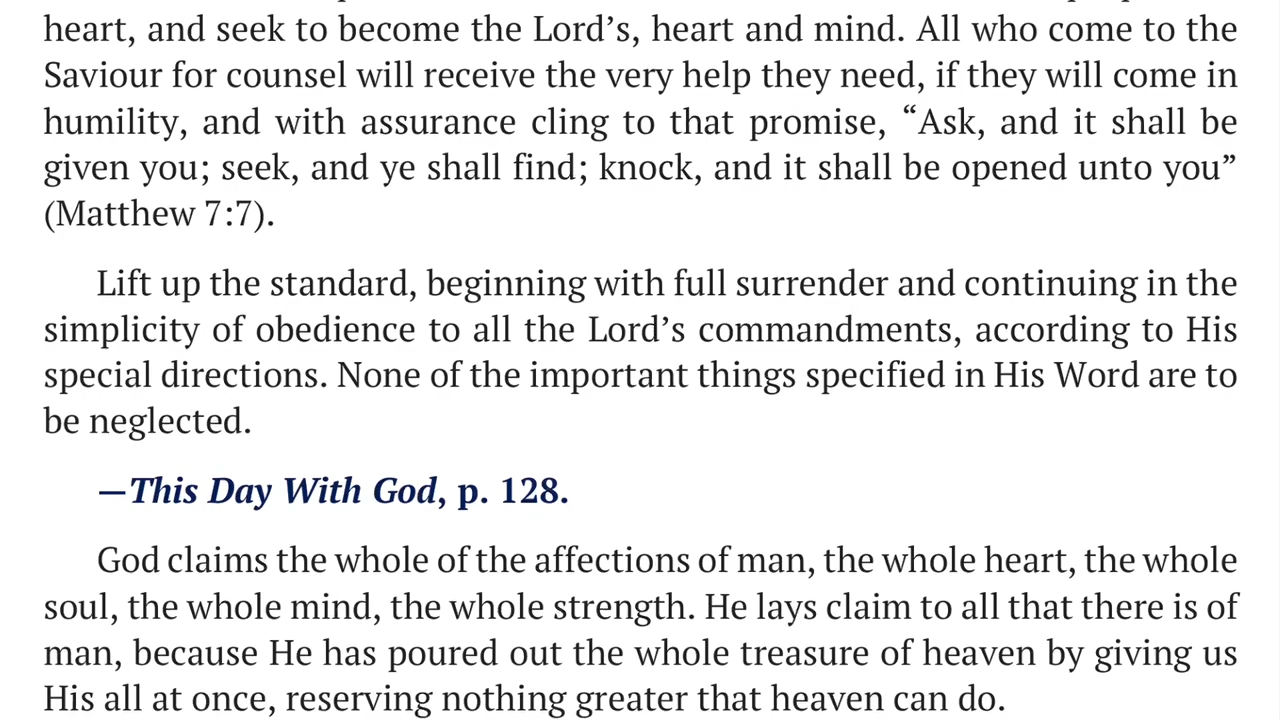 heart, and seek to become the Lord’s, heart and mind. All who come to the
Saviour for counsel will receive the very help they need, if they will come in
humility, and with assurance cling to that promise, “Ask, and it shall be
given you; seek, and ye shall find; knock, and it shall be opened unto you”
(Matthew 7:7).
Lift up the standard, beginning with full surrender and continuing in the
simplicity of obedience to all the Lord’s commandments, according to His
special directions. None of the important things specified in His Word are to
be neglected.
—This Day With God, p. 128.
God claims the whole of the affections of man, the whole heart, the whole
soul, the whole mind, the whole strength. He lays claim to all that there is of
man, because He has poured out the whole treasure of heaven by giving us
His all at once, reserving nothing greater that heaven can do.